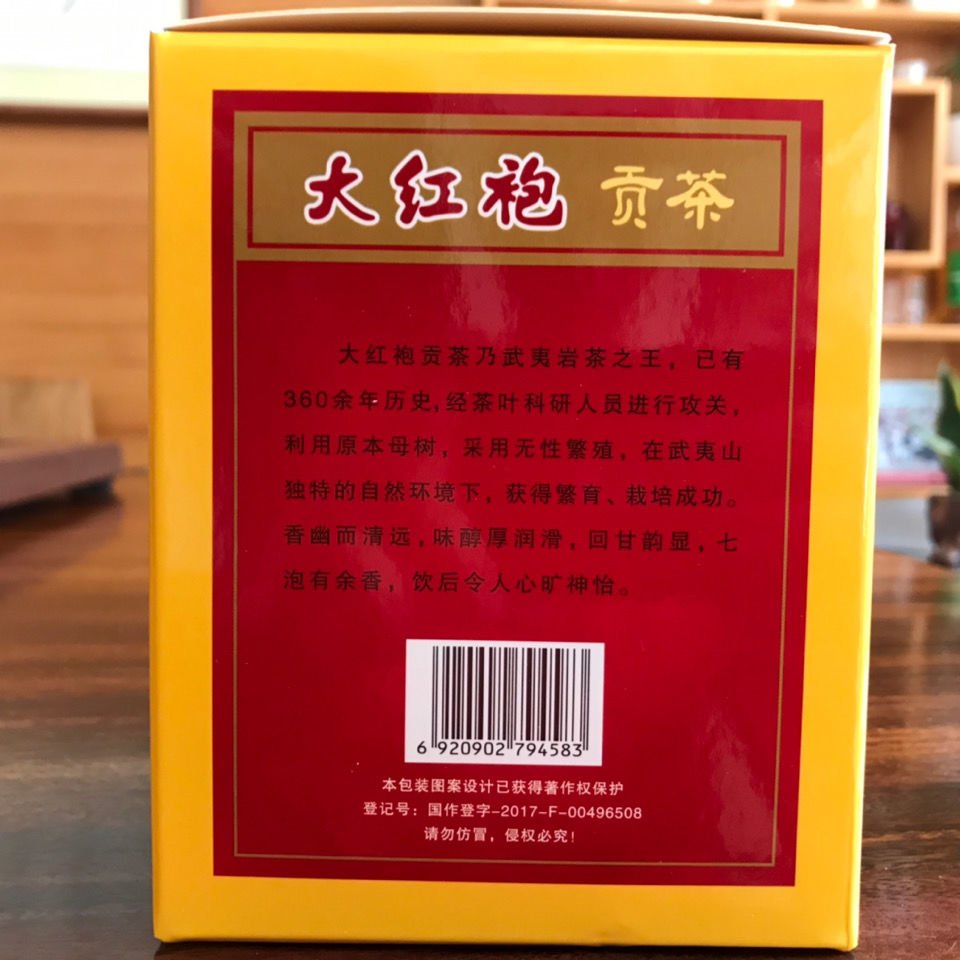 大红袍 贡茶
大红袍贡茶乃武夷岩茶之王，已有
360余年历史,经茶叶科研人员进行攻关，
利用原本母树，采用无性繁殖，在武夷山
独特的自然环境下，获得繁育、栽培成功。
香幽而清远,味醇厚润滑,回甘韵显，七
泡有余香，饮后令人心旷神怡。
6 920902 794583
本包装图案设计已获得著作权保护
登记号：国作登字-2017-F-00496508
请勿仿冒，侵权必究！